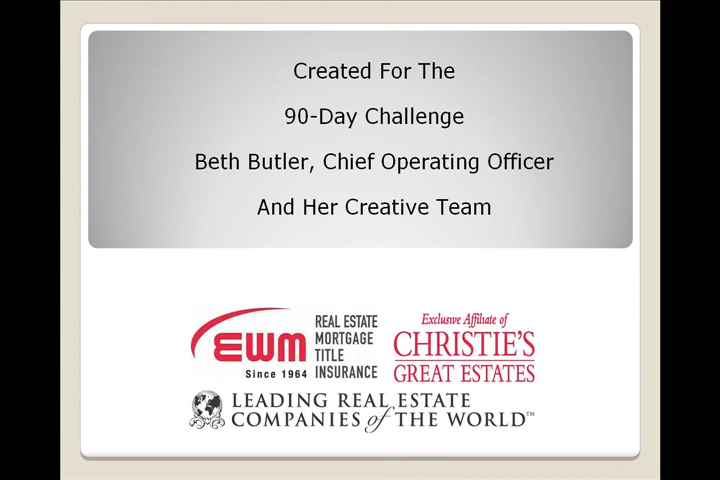 Created For The
90-Day Challenge
Beth Butler, Chief Operating Officer
And Her Creative Team
EWM
Since 1964
REAL ESTATE
MORTGAGE
TITLE
INSURANCE
Exclusive Affiliate of
CHRISTIE'S
GREAT ESTATES
LEADING REAL ESTATE
COMPANIES of THE WORLD™